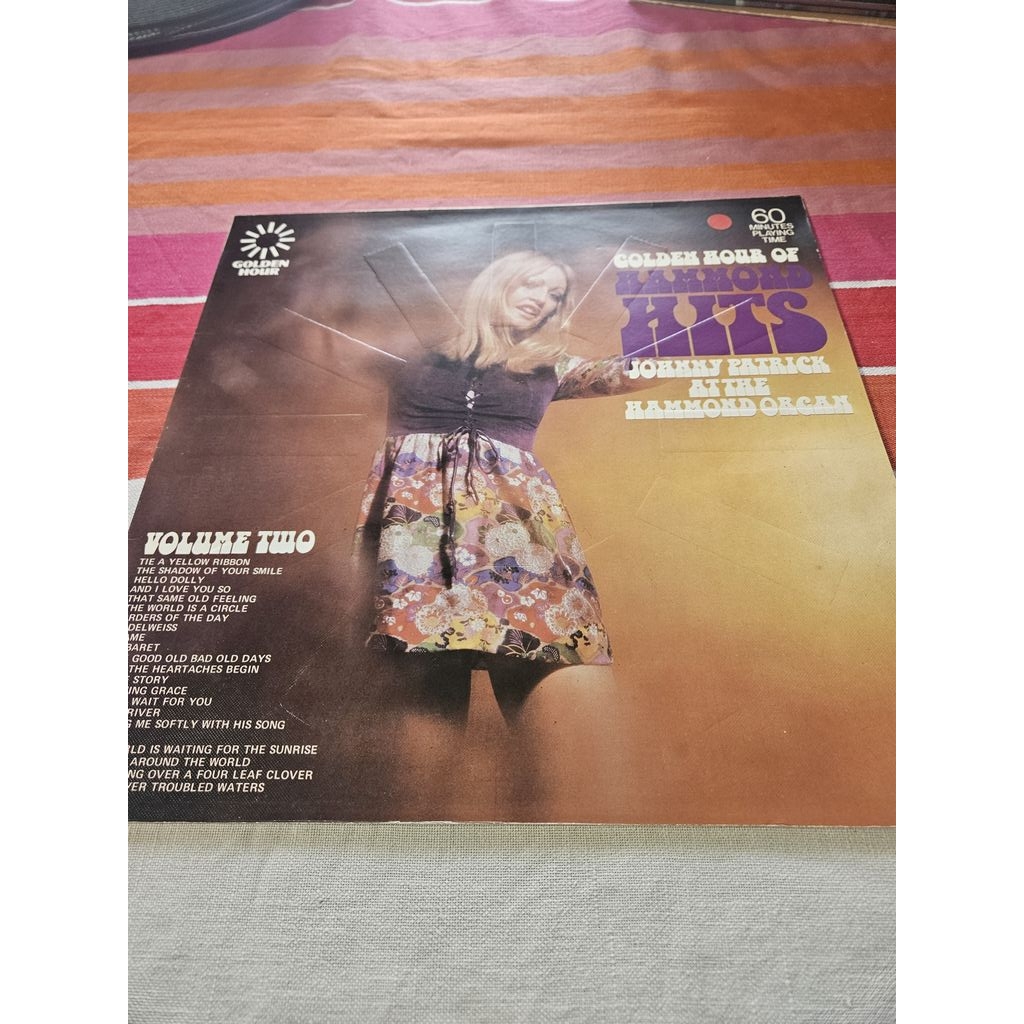 GOLDEN
HOUR
60
MINUTES
PLAYING
TIME
GOLDEN HOUR OF
HAMMOND
HITS
JOHNNY PATRICK
AT THE
HAMMOND ORGAN
VOLUME TWO
TIE A YELLOW RIBBON
THE SHADOW OF YOUR SMILE
HELLO DOLLY
AND I LOVE YOU SO
THAT SAME OLD FEELING
HE WORLD IS A CIRCLE
RDERS OF THE DAY
DELWEISS
AME
BARET
GOOD OLD BAD OLD DAYS
THE HEARTACHES BEGIN
STORY
ING GRACE
WAIT FOR YOU
RIVER
G ME SOFTLY WITH HIS SONG
RLD IS WAITING FOR THE SUNRISE
AROUND THE WORLD
NG OVER A FOUR LEAF CLOVER
VER TROUBLED WATERS